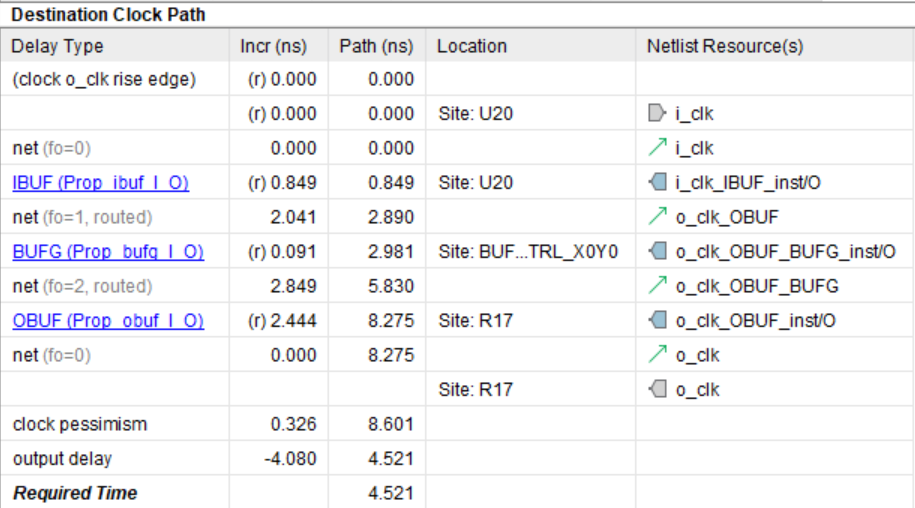 Destination Clock Path
Delay Type Incr (ns) Path (ns) Location Netlist Resource(s)
(clock o_clk rise edge) (r) 0.000 0.000
(r) 0.000 0.000 Site: U20 i_clk
net (fo=0) 0.000 0.000 i_clk
IBUF (Prop_ibuf_I_O) (r) 0.849 0.849 Site: U20 i_clk_IBUF_inst/O
net (fo=1, routed) 2.041 2.890 o_clk_OBUF
BUFG (Prop_bufg_I_O) (r) 0.091 2.981 Site: BUF...TRL_X0Y0 o_clk_OBUF_BUFG_inst/O
net (fo=2, routed) 2.849 5.830 o_clk_OBUF_BUFG
OBUF (Prop_obuf_I_O) (r) 2.444 8.275 Site: R17 o_clk_OBUF_inst/O
net (fo=0) 0.000 8.275 o_clk
Site: R17 o_clk
clock pessimism 0.326 8.601
output delay -4.080 4.521
Required Time 4.521